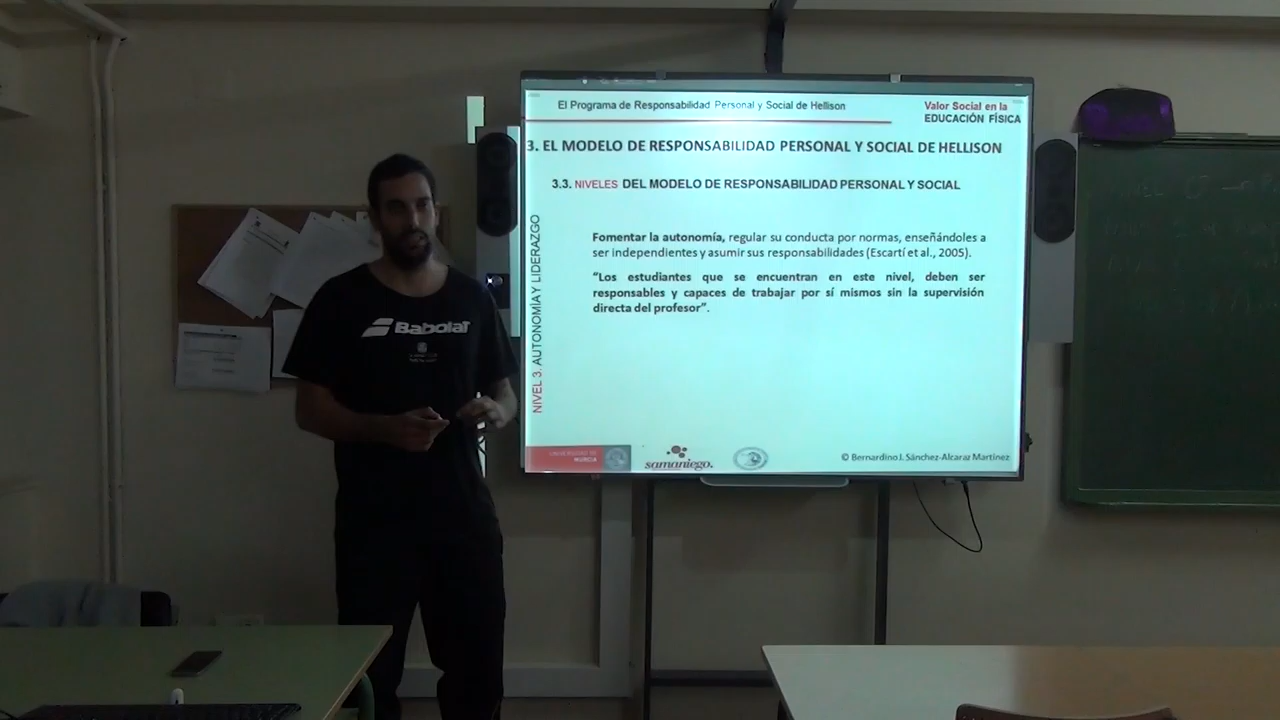 El Programa de Responsabilidad Personal y Social de Hellison
Valor Social en la
EDUCACIÓN FÍSICA
3. EL MODELO DE RESPONSABILIDAD PERSONAL Y SOCIAL DE HELLISON
3.3. NIVELES DEL MODELO DE RESPONSABILIDAD PERSONAL Y SOCIAL
NIVEL 3. AUTONOMÍA Y LIDERAZGO
Fomentar la autonomía, regular su conducta por normas, enseñándoles a
ser independientes y asumir sus responsabilidades (Escartí et al., 2005).
“Los estudiantes que se encuentran en este nivel, deben ser
responsables y capaces de trabajar por sí mismos sin la supervisión
directa del profesor”.
UNIVERSIDAD DE
MURCIA
samaniego.
© Bernardino J. Sánchez-Alcaraz Martínez
Babolat